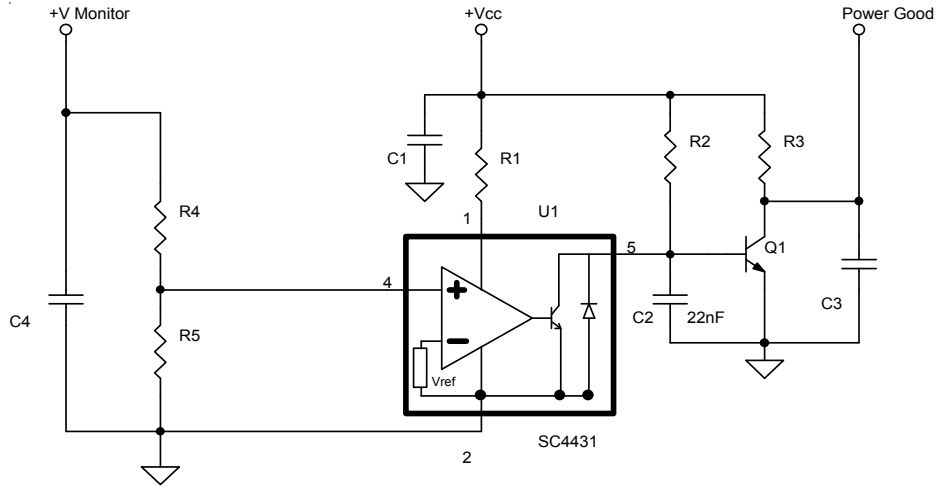 +V Monitor
+Vcc
Power Good
C1
R1
R2
R3
R4
1
U1
5
Q1
4
+
C4
C2
22nF
C3
R5
–
Vref
SC4431
2